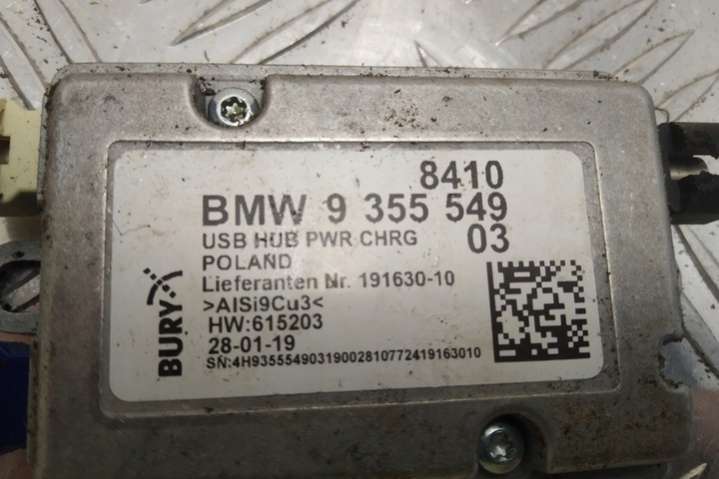 8410
BMW 9 355 549
USB HUB PWR CHRG 03
POLAND
Lieferanten Nr. 191630-10
>AlSi9Cu3<
HW:615203
28-01-19
SN:4H93555490319002810772419163010
BURY